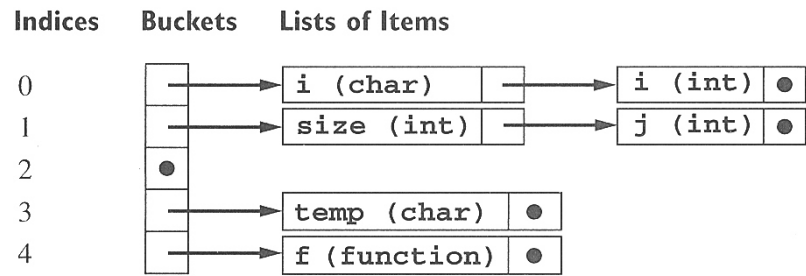 Indices Buckets Lists of Items
0 i (char) i (int)
1 size (int) j (int)
2
3 temp (char)
4 f (function)